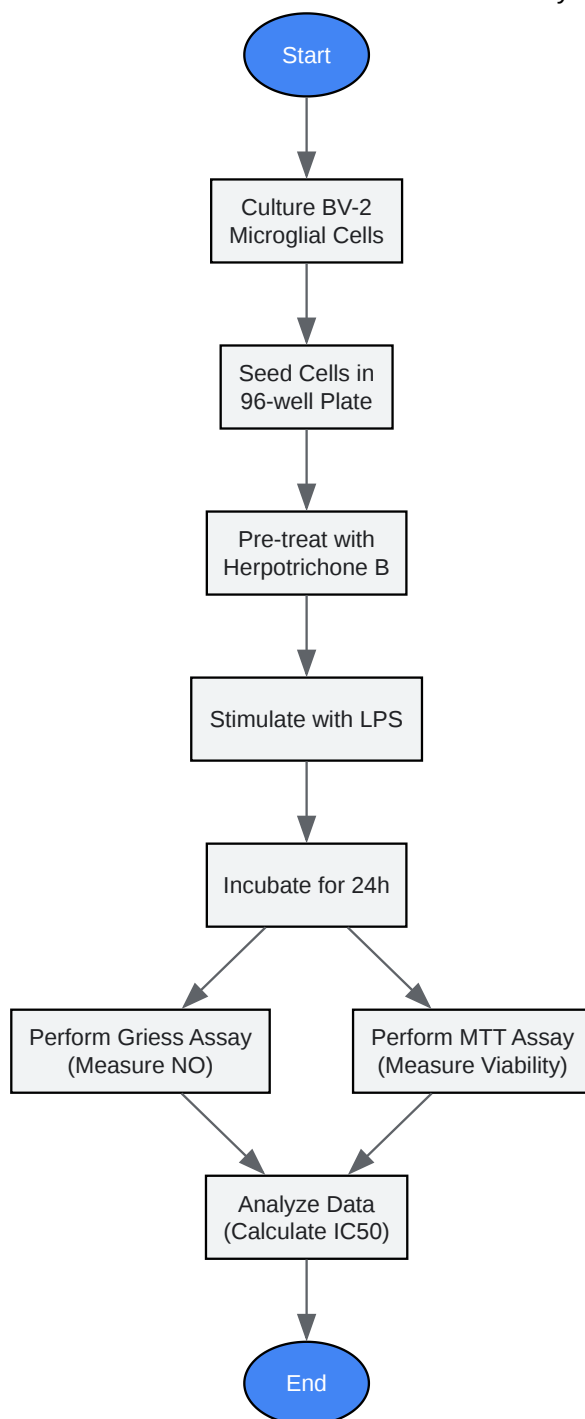 Start
Culture BV-2
Microglial Cells
Seed Cells in
96-well Plate
Pre-treat with
Herpotrichone B
Stimulate with LPS
Incubate for 24h
Perform Griess Assay
(Measure NO)
Perform MTT Assay
(Measure Viability)
Analyze Data
(Calculate IC50)
End